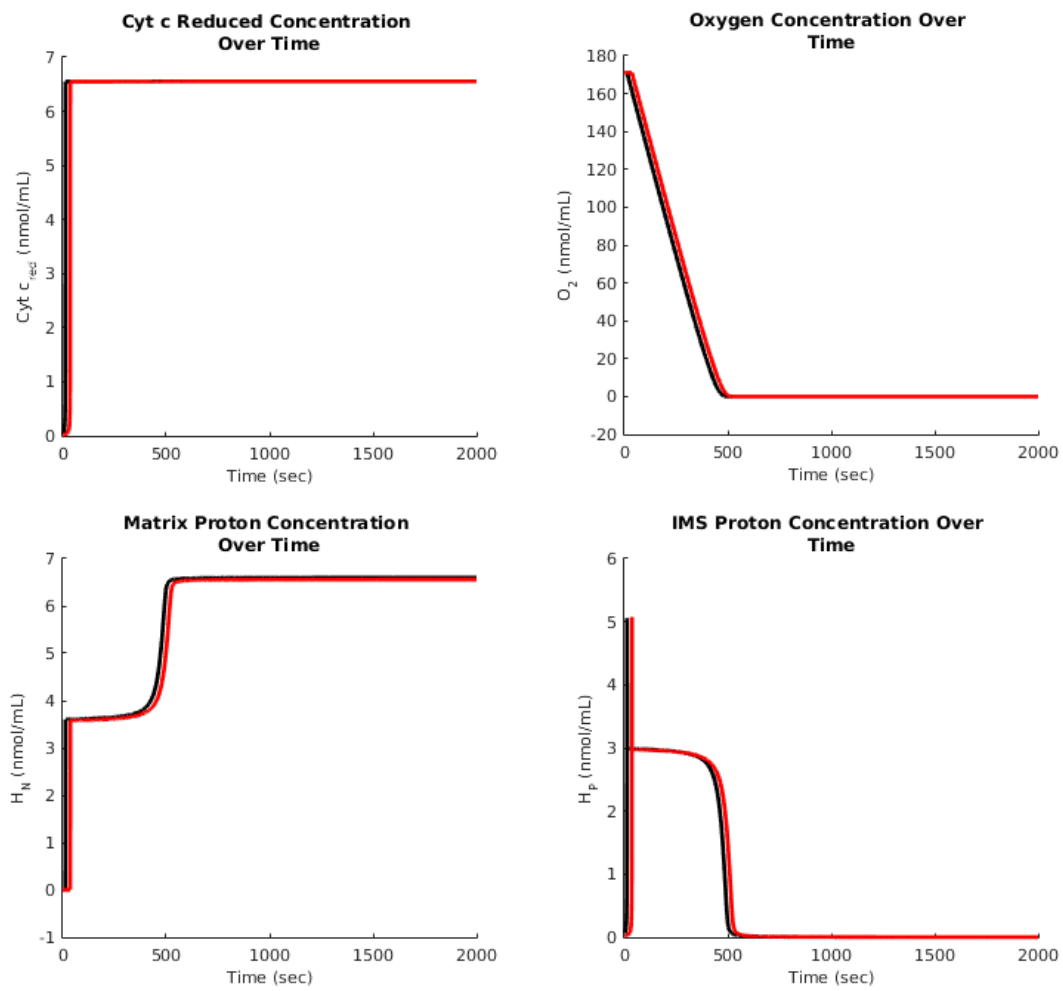 Cyt c Reduced Concentration
Over Time
7
6
5
4
3
2
1
0
Cyt c_red (nmol/mL)
0 500 1000 1500 2000
Time (sec)
Oxygen Concentration Over
Time
180
160
140
120
100
80
60
40
20
0
-20
O_2 (nmol/mL)
0 500 1000 1500 2000
Time (sec)
Matrix Proton Concentration
Over Time
7
6
5
4
3
2
1
0
-1
H_N (nmol/mL)
0 500 1000 1500 2000
Time (sec)
IMS Proton Concentration Over
Time
6
5
4
3
2
1
0
H_P (nmol/mL)
0 500 1000 1500 2000
Time (sec)